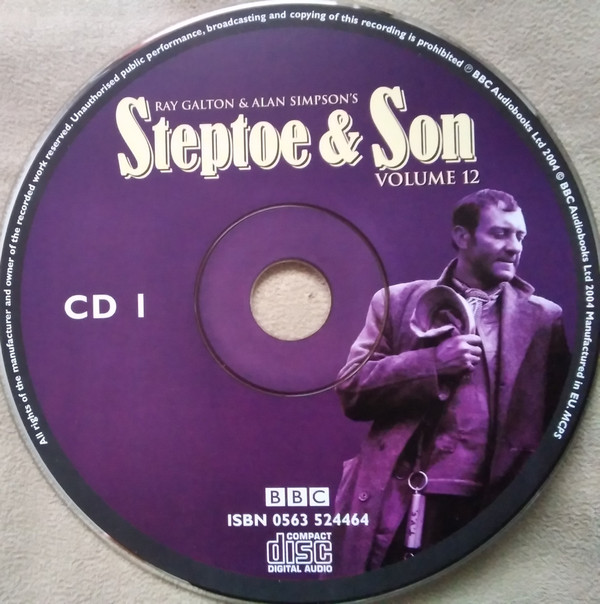 All rights of the manufacturer and owner of the recorded work reserved. Unauthorised public performance, broadcasting and copying of this recording is prohibited ℗ BBC Audiobooks Ltd 2004 © BBC Audiobooks Ltd 2004 Manufactured in EU. MCPS
RAY GALTON & ALAN SIMPSON'S
Steptoe & Son
VOLUME 12
CD 1
BBC
ISBN 0563 524464
COMPACT
disc
DIGITAL AUDIO